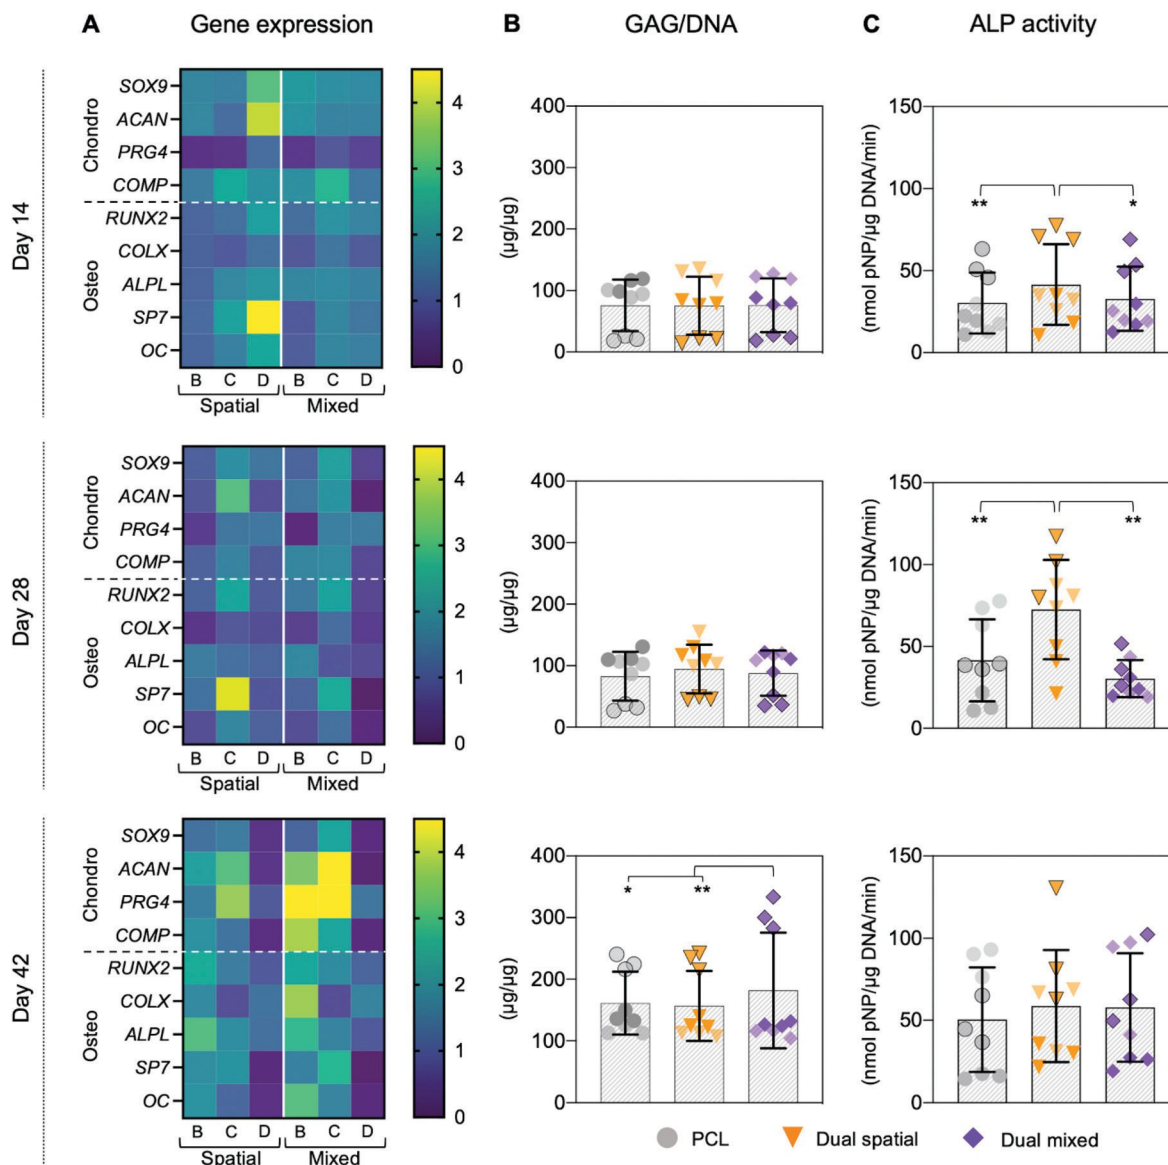 A Gene expression
B GAG/DNA
C ALP activity
Day 14
Chondro
Osteo
SOX9
ACAN
PRG4
COMP
RUNX2
COLX
ALPL
SP7
OC
B C D B C D
Spatial Mixed
4
3
2
1
0
(µg/µg)
400
300
200
100
0
(nmol pNP/µg DNA/min)
150
100
50
0
** *
Day 28
Chondro
Osteo
SOX9
ACAN
PRG4
COMP
RUNX2
COLX
ALPL
SP7
OC
B C D B C D
Spatial Mixed
4
3
2
1
0
(µg/µg)
400
300
200
100
0
(nmol pNP/µg DNA/min)
150
100
50
0
** **
Day 42
Chondro
Osteo
SOX9
ACAN
PRG4
COMP
RUNX2
COLX
ALPL
SP7
OC
B C D B C D
Spatial Mixed
4
3
2
1
0
(µg/µg)
400
300
200
100
0
* **
(nmol pNP/µg DNA/min)
150
100
50
0
PCL Dual spatial Dual mixed